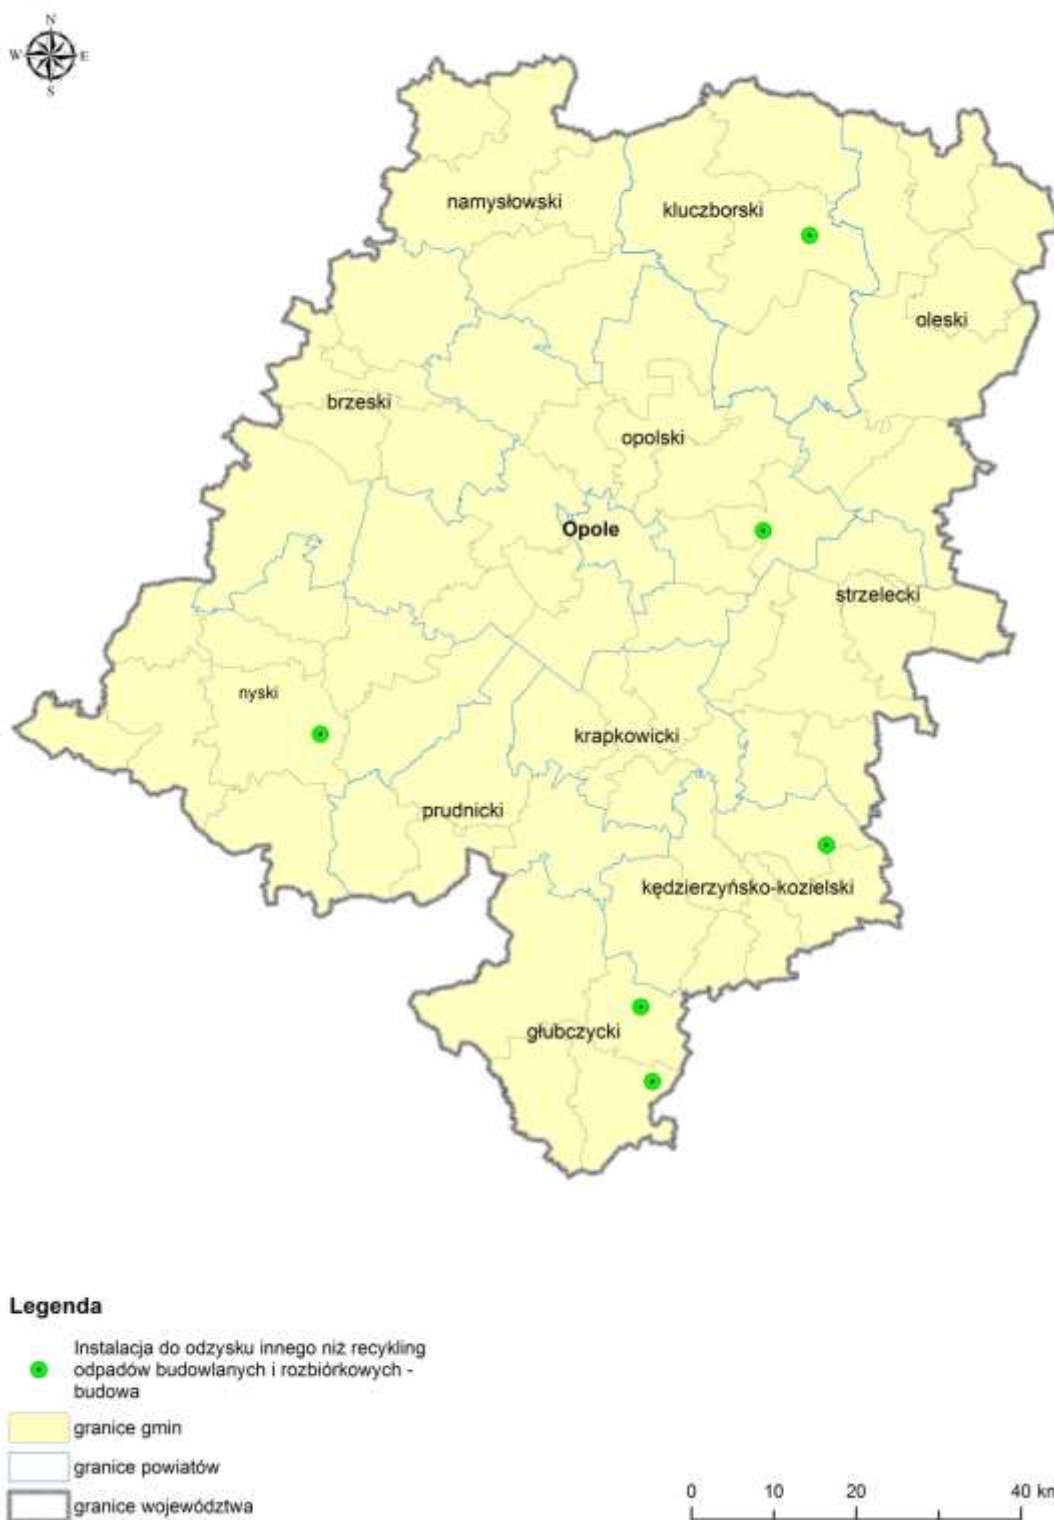 N
W E
S
namysłowski
kluczborski
oleski
brzeski
opolski
Opole
strzelecki
nyski
krapkowicki
prudnicki
kędzierzyńsko-kozielski
głubczycki
Legenda
Instalacja do odzysku innego niż recykling
odpadów budowlanych i rozbiórkowych -
budowa
granice gmin
granice powiatów
granice województwa
0 10 20 40 km